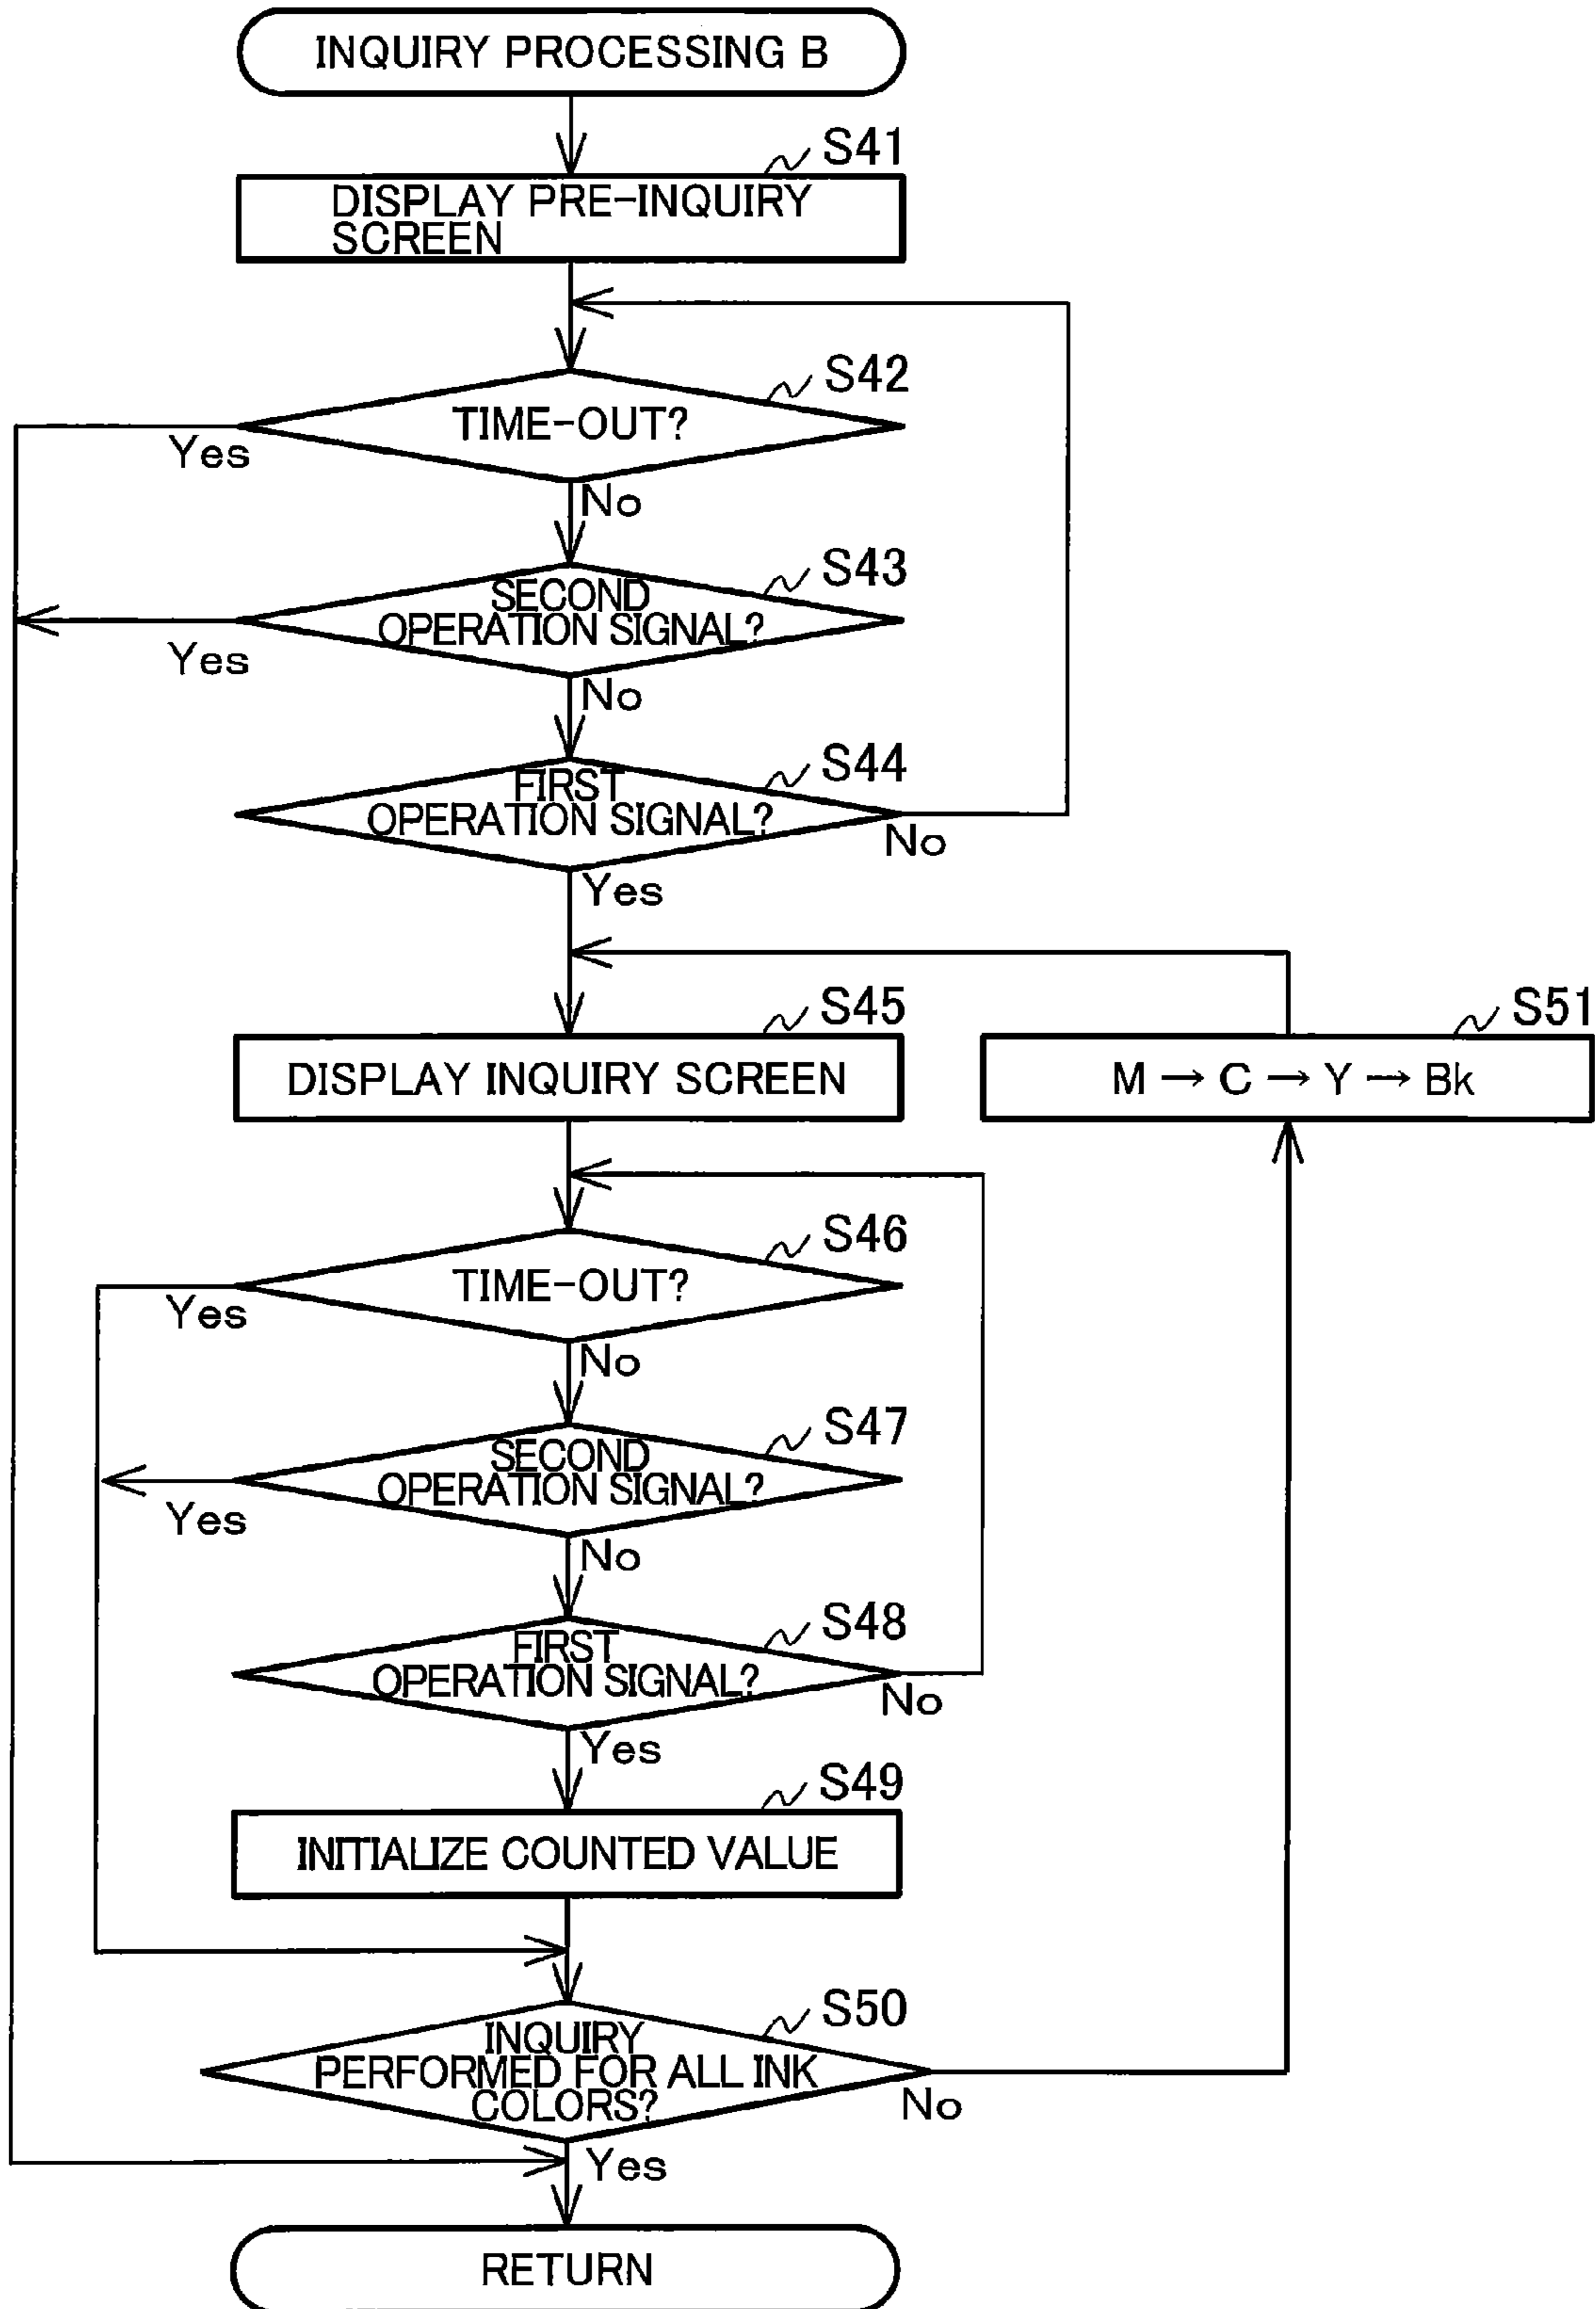 INQUIRY PROCESSING B
S41
DISPLAY PRE-INQUIRY
SCREEN
S42
TIME-OUT?
Yes
No
S43
SECOND
OPERATION SIGNAL?
Yes
No
S44
FIRST
OPERATION SIGNAL?
No
Yes
S45
DISPLAY INQUIRY SCREEN
S51
M → C → Y → Bk
S46
TIME-OUT?
Yes
No
S47
SECOND
OPERATION SIGNAL?
Yes
No
S48
FIRST
OPERATION SIGNAL?
No
Yes
S49
INITIALIZE COUNTED VALUE
S50
INQUIRY
PERFORMED FOR ALL INK
COLORS?
No
Yes
RETURN